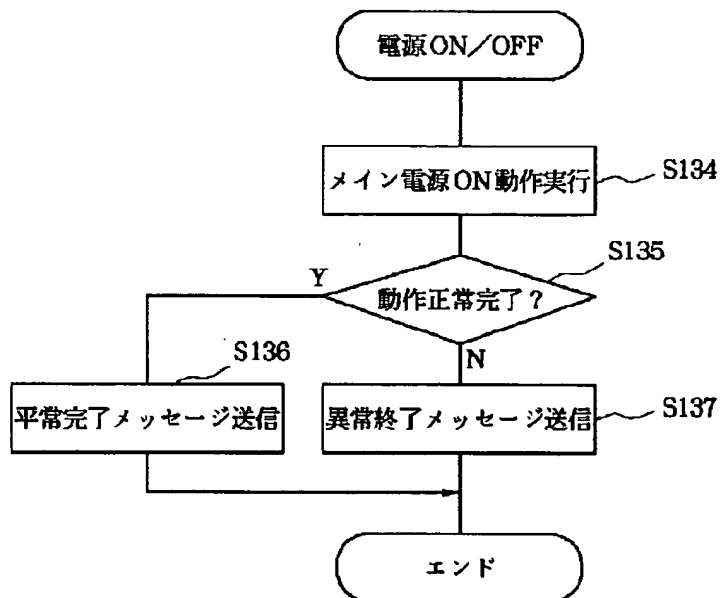 電源ON／OFF
メイン電源ON動作実行
S134
S135
動作正常完了？
Y
N
S136
平常完了メッセージ送信
異常終了メッセージ送信
S137
エンド